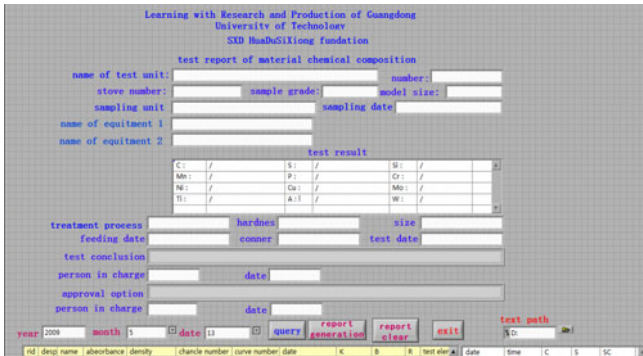 Learning with Research and Production of Guangdong
University of Technology
SXD HuaDuSiXiong fundation
test report of material chemical composition
name of test unit: number:
stove number: sample grade: model size:
sampling unit sampling date
name of equitment 1
name of equitment 2
test result
C : / S : / Si : /
Mn : / P : / Cr : /
Ni : / Cu : / Mo : /
Ti : / A : l / W : /
treatment process hardnes size
feeding date conner test date
test conclusion
person in charge date
approval option
person in charge date
year 2009 month 5 date 13 query report generation report clear exit text path D:
rid desp name abeorbance density chancle number curve number date K B R test eler date time C S SC